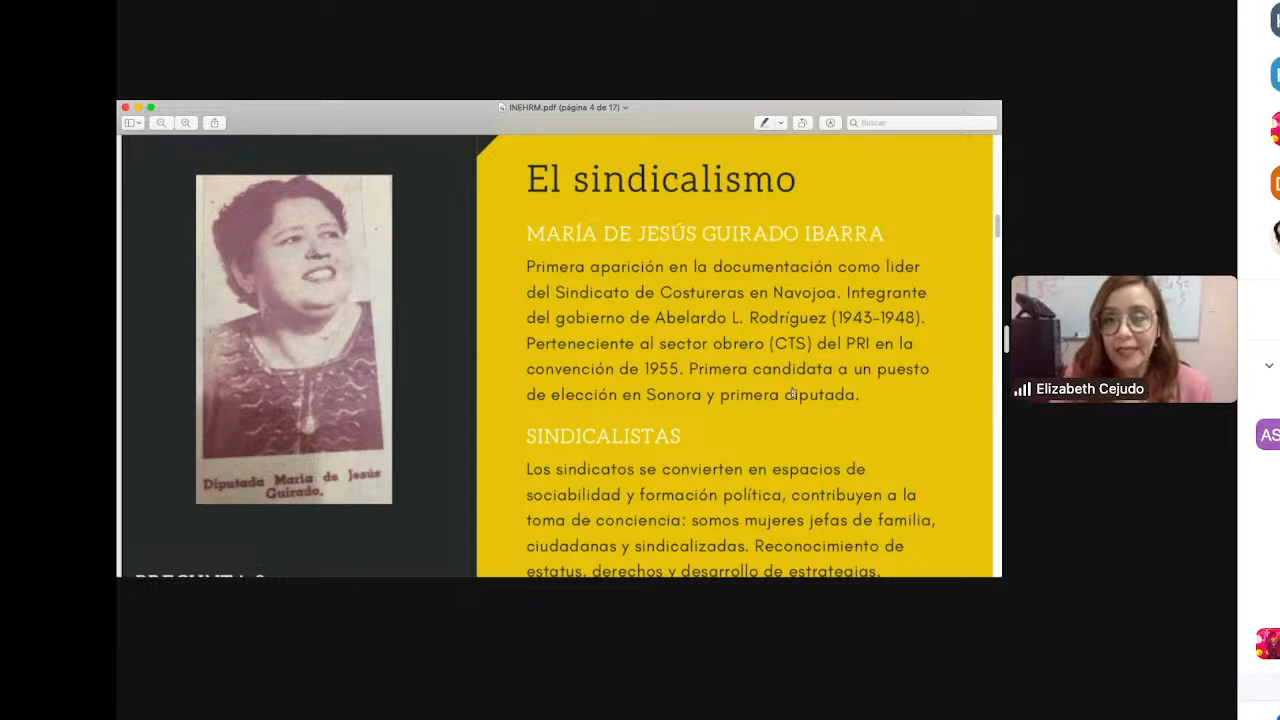 INEHRM.pdf (página 4 de 17)
Buscar
El sindicalismo
MARÍA DE JESÚS GUIRADO IBARRA
Primera aparición en la documentación como lider
del Sindicato de Costureras en Navojoa. Integrante
del gobierno de Abelardo L. Rodríguez (1943-1948).
Perteneciente al sector obrero (CTS) del PRI en la
convención de 1955. Primera candidata a un puesto
de elección en Sonora y primera diputada.
SINDICALISTAS
Los sindicatos se convierten en espacios de
sociabilidad y formación política, contribuyen a la
toma de conciencia: somos mujeres jefas de familia,
ciudadanas y sindicalizadas. Reconocimiento de
estatus, derechos y desarrollo de estrategias.
Diputada María de Jesús
Guirado.
Elizabeth Cejudo
AS